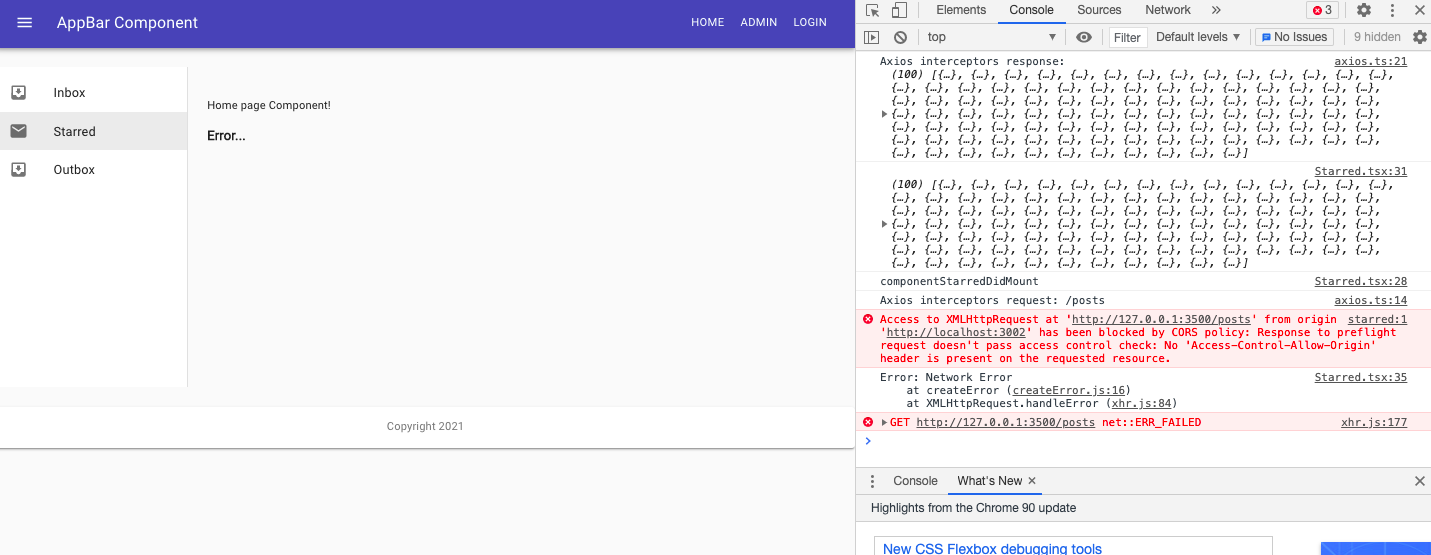 AppBar Component
HOME ADMIN LOGIN
Inbox
Starred
Outbox
Home page Component!
Error...
Copyright 2021
Elements Console Sources Network » 3
top Filter Default levels No Issues 9 hidden
Axios interceptors response: axios.ts:21
(100) [{…}, {…}, {…}, {…}, {…}, {…}, {…}, {…}, {…}, {…}, {…}, {…}, {…}, {…},
{…}, {…}, {…}, {…}, {…}, {…}, {…}, {…}, {…}, {…}, {…}, {…}, {…}, {…}, {…},
{…}, {…}, {…}, {…}, {…}, {…}, {…}, {…}, {…}, {…}, {…}, {…}, {…}, {…}, {…},
{…}, {…}, {…}, {…}, {…}, {…}, {…}, {…}, {…}, {…}, {…}, {…}, {…}, {…}, {…},
{…}, {…}, {…}, {…}, {…}, {…}, {…}, {…}, {…}, {…}, {…}, {…}, {…}, {…}, {…},
{…}, {…}, {…}, {…}, {…}, {…}, {…}, {…}, {…}, {…}, {…}, {…}, {…}, {…}, {…},
{…}, {…}, {…}, {…}, {…}, {…}, {…}, {…}, {…}, {…}, {…}]
Starred.tsx:31
(100) [{…}, {…}, {…}, {…}, {…}, {…}, {…}, {…}, {…}, {…}, {…}, {…}, {…}, {…},
{…}, {…}, {…}, {…}, {…}, {…}, {…}, {…}, {…}, {…}, {…}, {…}, {…}, {…}, {…},
{…}, {…}, {…}, {…}, {…}, {…}, {…}, {…}, {…}, {…}, {…}, {…}, {…}, {…}, {…},
{…}, {…}, {…}, {…}, {…}, {…}, {…}, {…}, {…}, {…}, {…}, {…}, {…}, {…}, {…},
{…}, {…}, {…}, {…}, {…}, {…}, {…}, {…}, {…}, {…}, {…}, {…}, {…}, {…}, {…},
{…}, {…}, {…}, {…}, {…}, {…}, {…}, {…}, {…}, {…}, {…}, {…}, {…}, {…}, {…},
{…}, {…}, {…}, {…}, {…}, {…}, {…}, {…}, {…}, {…}, {…}]
componentStarredDidMount Starred.tsx:28
Axios interceptors request: /posts axios.ts:14
Access to XMLHttpRequest at 'http://127.0.0.1:3500/posts' from origin starred:1
'http://localhost:3002' has been blocked by CORS policy: Response to preflight
request doesn't pass access control check: No 'Access-Control-Allow-Origin'
header is present on the requested resource.
Error: Network Error Starred.tsx:35
at createError (createError.js:16)
at XMLHttpRequest.handleError (xhr.js:84)
GET http://127.0.0.1:3500/posts net::ERR_FAILED xhr.js:177
Console What's New
Highlights from the Chrome 90 update
New CSS Flexbox debugging tools